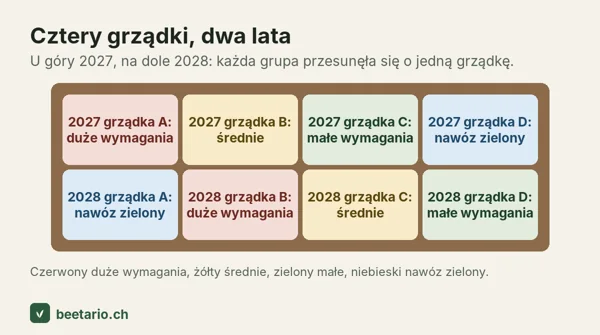 Cztery grządki, dwa lata
U góry 2027, na dole 2028: każda grupa przesunęła się o jedną grządkę.
2027 grządka A:
duże wymagania
2027 grządka B:
średnie
2027 grządka C:
małe wymagania
2027 grządka D:
nawóz zielony
2028 grządka A:
nawóz zielony
2028 grządka B:
duże wymagania
2028 grządka C:
średnie
2028 grządka D:
małe wymagania
Czerwony duże wymagania, żółty średnie, zielony małe, niebieski nawóz zielony.
beetario.ch